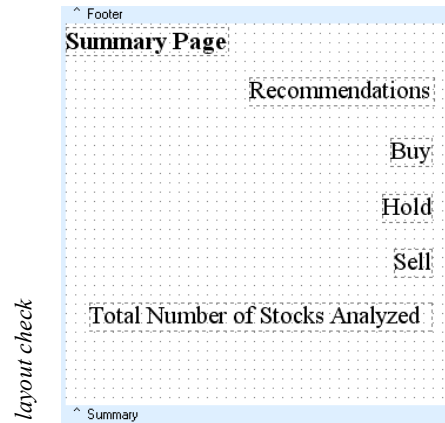 ^ Footer
Summary Page
Recommendations
Buy
Hold
Sell
Total Number of Stocks Analyzed
^ Summary
layout check